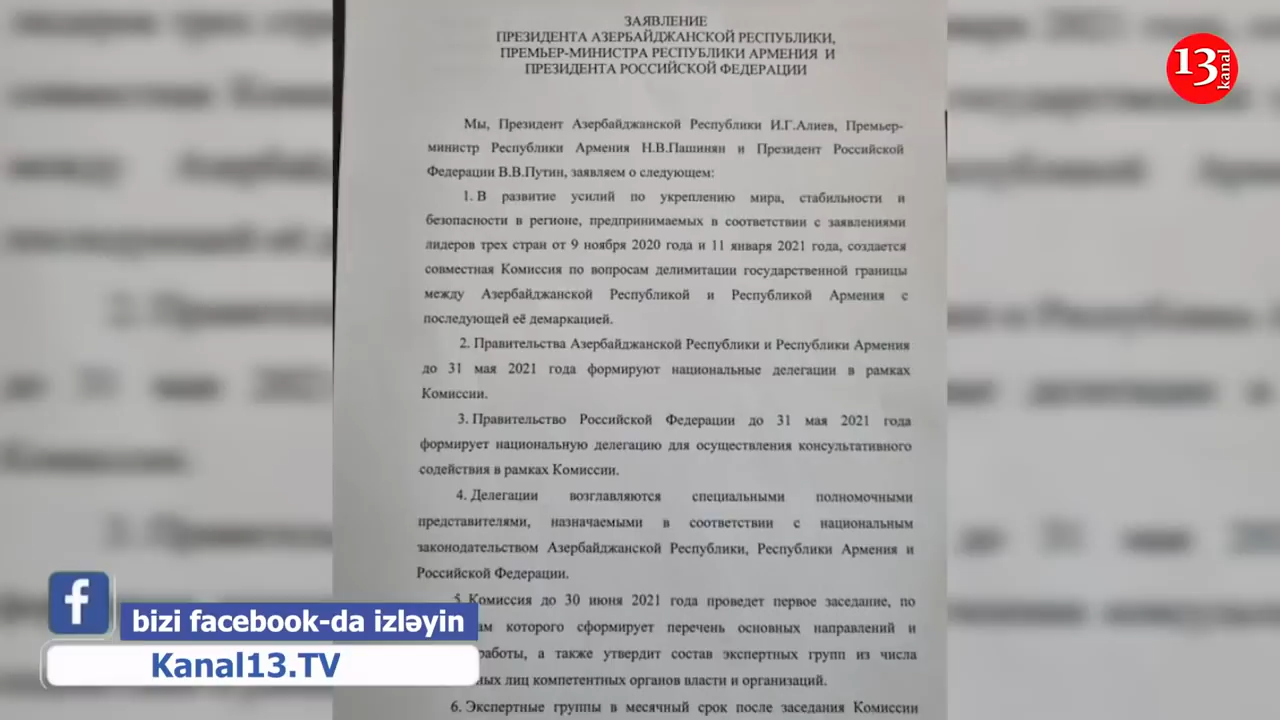 ЗАЯВЛЕНИЕ
ПРЕЗИДЕНТА АЗЕРБАЙДЖАНСКОЙ РЕСПУБЛИКИ,
ПРЕМЬЕР-МИНИСТРА РЕСПУБЛИКИ АРМЕНИЯ И
ПРЕЗИДЕНТА РОССИЙСКОЙ ФЕДЕРАЦИИ
Мы, Президент Азербайджанской Республики И.Г.Алиев, Премьер-
министр Республики Армения Н.В.Пашинян и Президент Российской
Федерации В.В.Путин, заявляем о следующем:
1. В развитие усилий по укреплению мира, стабильности и
безопасности в регионе, предпринимаемых в соответствии с заявлениями
лидеров трех стран от 9 ноября 2020 года и 11 января 2021 года, создается
совместная Комиссия по вопросам делимитации государственной границы
между Азербайджанской Республикой и Республикой Армения с
последующей её демаркацией.
2. Правительства Азербайджанской Республики и Республики Армения
до 31 мая 2021 года формируют национальные делегации в рамках
Комиссии.
3. Правительство Российской Федерации до 31 мая 2021 года
формирует национальную делегацию для осуществления консультативного
содействия в рамках Комиссии.
4. Делегации возглавляются специальными полномочными
представителями, назначаемыми в соответствии с национальным
законодательством Азербайджанской Республики, Республики Армения и
Российской Федерации.
5. Комиссия до 30 июня 2021 года проведет первое заседание, по
которого сформирует перечень основных направлений и
работы, а также утвердит состав экспертных групп из числа
лиц компетентных органов власти и организаций.
6. Экспертные группы в месячный срок после заседания Комиссии
13 kanal
f
bizi facebook-da izləyin
Kanal13.TV